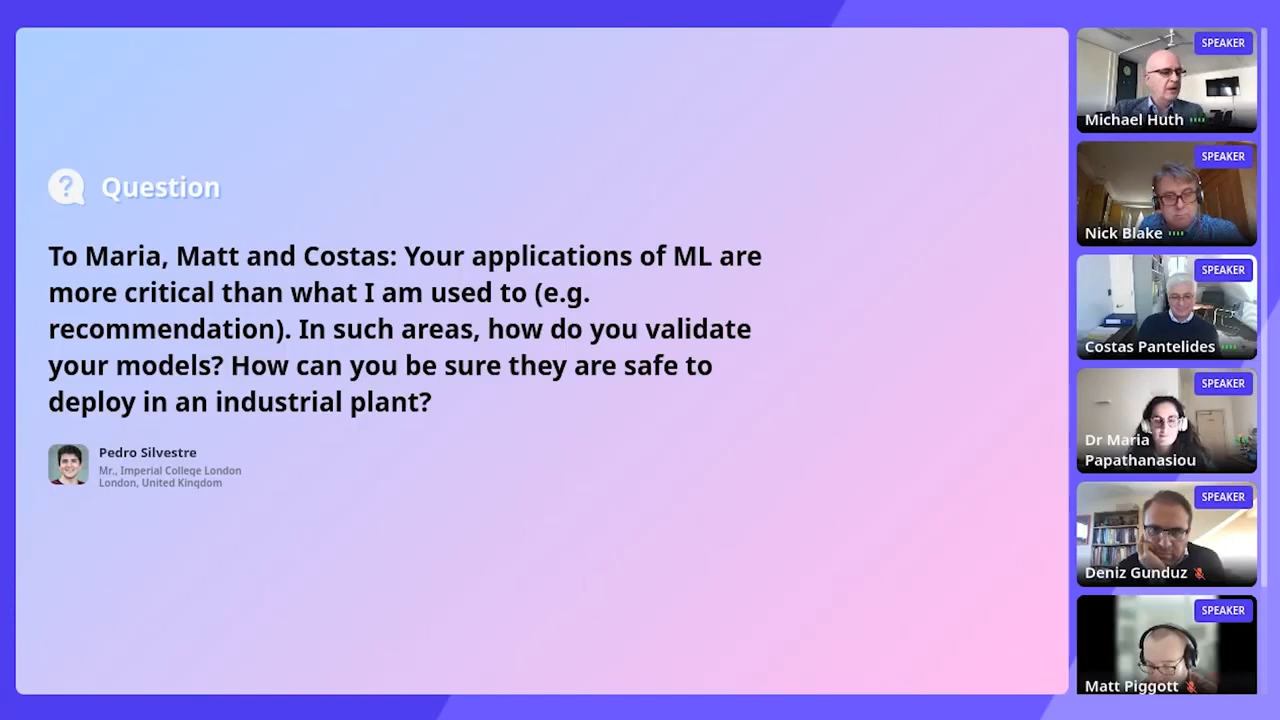 Question
To Maria, Matt and Costas: Your applications of ML are
more critical than what I am used to (e.g.
recommendation). In such areas, how do you validate
your models? How can you be sure they are safe to
deploy in an industrial plant?
Pedro Silvestre
Mr., Imperial College London
London, United Kingdom
SPEAKER
Michael Huth
SPEAKER
Nick Blake
SPEAKER
Costas Pantelides
SPEAKER
Dr Maria
Papathanasiou
SPEAKER
Deniz Gunduz
SPEAKER
Matt Piggott